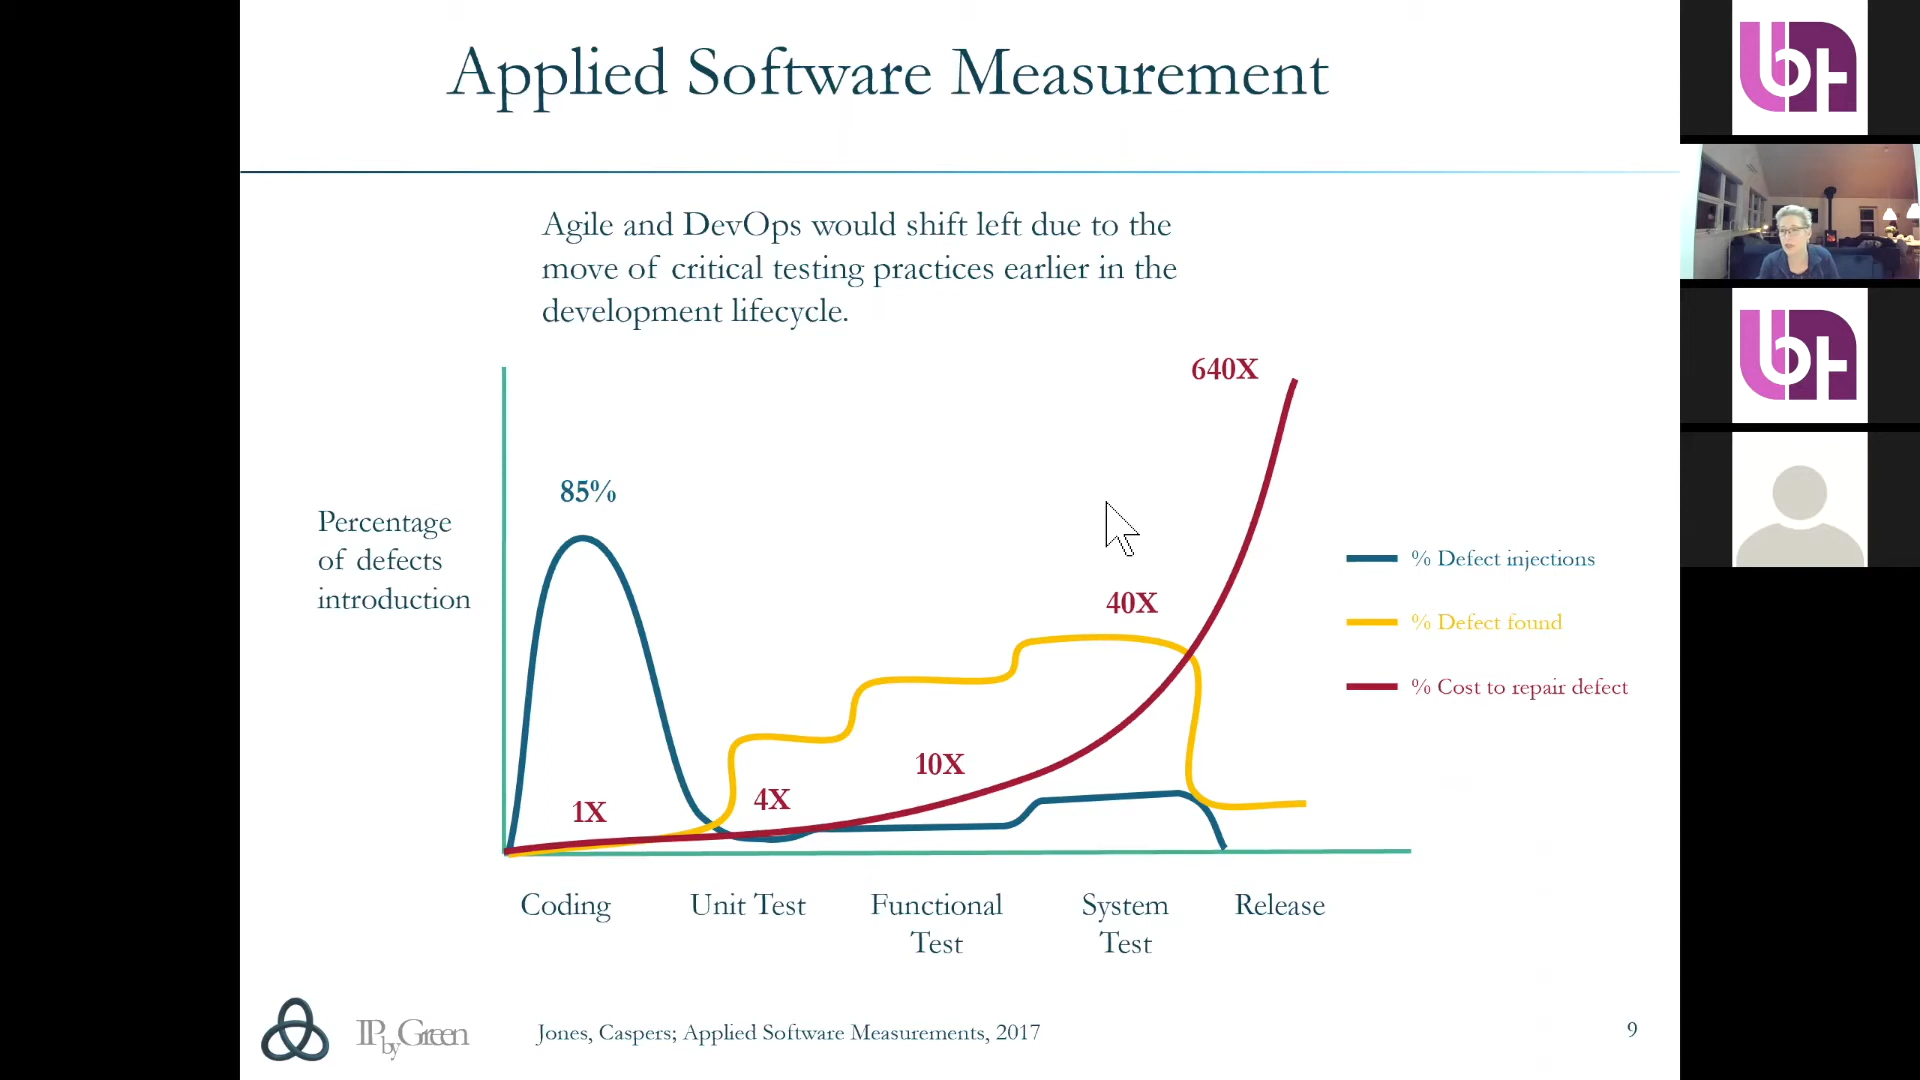 Applied Software Measurement
Agile and DevOps would shift left due to the
move of critical testing practices earlier in the
development lifecycle.
640X
85%
Percentage
of defects
introduction
40X
10X
4X
1X
% Defect injections
% Defect found
% Cost to repair defect
Coding
Unit Test
Functional
Test
System
Test
Release
IPbyGreen
Jones, Caspers; Applied Software Measurements, 2017
9